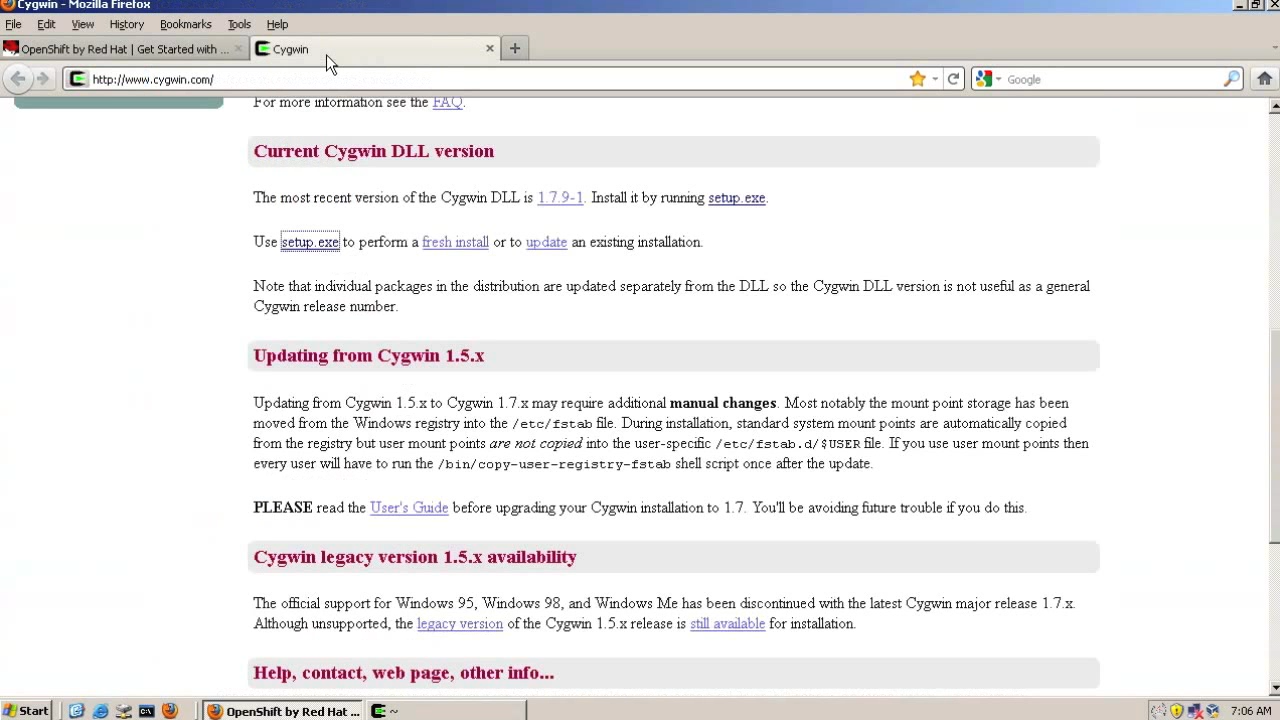 Cygwin - Mozilla Firefox
File Edit View History Bookmarks Tools Help
OpenShift by Red Hat | Get Started with ...
Cygwin
http://www.cygwin.com/
Google
For more information see the FAQ.
Current Cygwin DLL version
The most recent version of the Cygwin DLL is 1.7.9-1. Install it by running setup.exe.
Use setup.exe to perform a fresh install or to update an existing installation.
Note that individual packages in the distribution are updated separately from the DLL so the Cygwin DLL version is not useful as a general
Cygwin release number.
Updating from Cygwin 1.5.x
Updating from Cygwin 1.5.x to Cygwin 1.7.x may require additional manual changes. Most notably the mount point storage has been
moved from the Windows registry into the /etc/fstab file. During installation, standard system mount points are automatically copied
from the registry but user mount points are not copied into the user-specific /etc/fstab.d/$USER file. If you use user mount points then
every user will have to run the /bin/copy-user-registry-fstab shell script once after the update.
PLEASE read the User's Guide before upgrading your Cygwin installation to 1.7. You'll be avoiding future trouble if you do this.
Cygwin legacy version 1.5.x availability
The official support for Windows 95, Windows 98, and Windows Me has been discontinued with the latest Cygwin major release 1.7.x.
Although unsupported, the legacy version of the Cygwin 1.5.x release is still available for installation.
Help, contact, web page, other info...
Start
OpenShift by Red Hat ...
~
7:06 AM